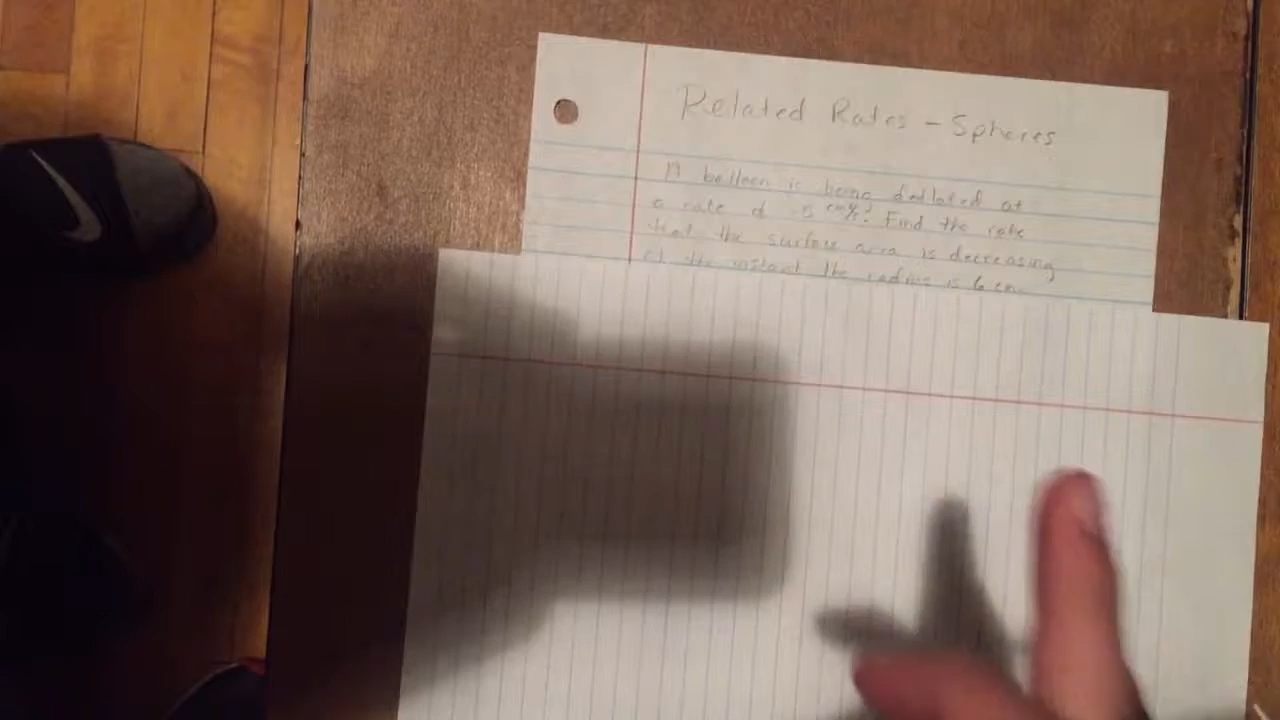 Related Rates - Spheres
A balloon is being deflated at
a rate of -5 cm³/s. Find the rate
that the surface area is decreasing
at the instant the radius is 6 cm.